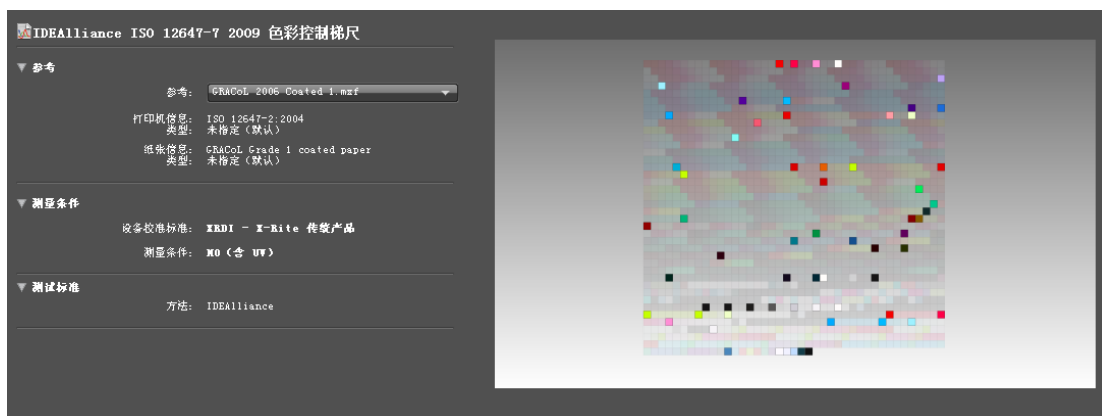 IDEAlliance ISO 12647-7 2009 色彩控制梯尺
参考
参考: GRACoL 2006 Coated 1.mxf
打印机信息: ISO 12647-2:2004
类型: 未指定(默认)
纸张信息: GRACoL Grade 1 coated paper
类型: 未指定(默认)
测量条件
设备校准标准: XRDI - X-Rite 传统产品
测量条件: M0(含 UV)
测试标准
方法: IDEAlliance